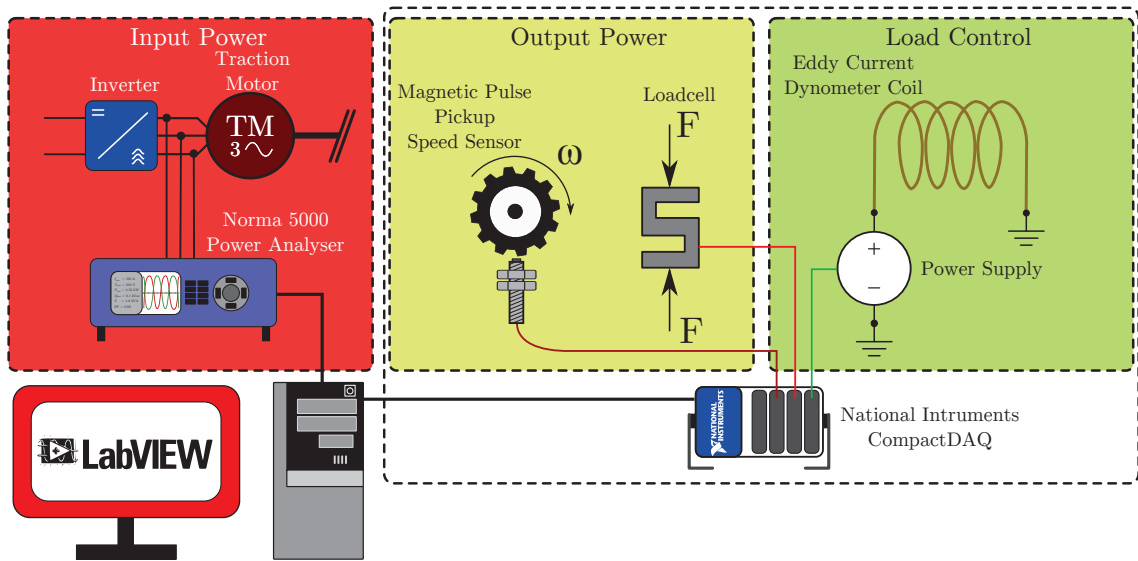 Input Power
Traction
Motor
Inverter
TM
3
Norma 5000
Power Analyser
Output Power
Magnetic Pulse
Pickup
Speed Sensor
ω
Loadcell
F
F
Load Control
Eddy Current
Dynometer Coil
+
−
Power Supply
LabVIEW
NATIONAL
INSTRUMENTS
National Intruments
CompactDAQ